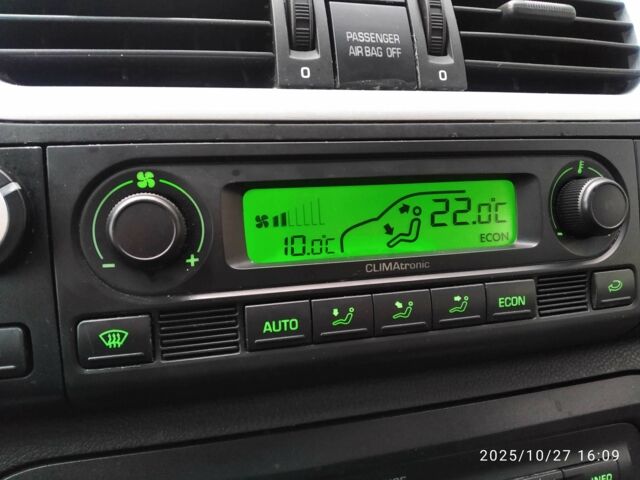 PASSENGER
AIR BAG OFF
0
0
22.0°C
10.0°C
ECON
CLIMAtronic
- +
AUTO
ECON
2025/10/27 16:09
INFO